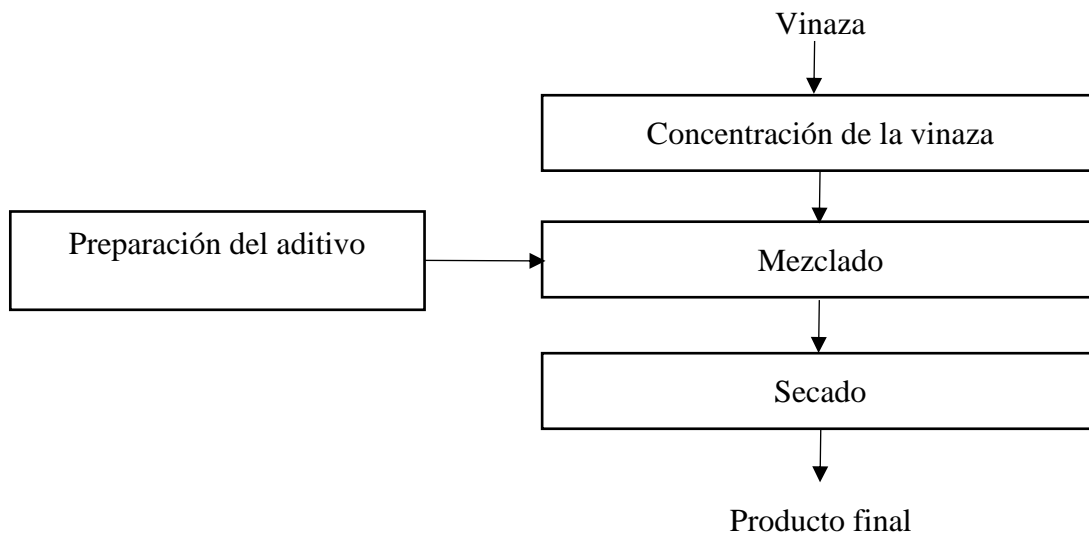 Vinaza
Concentración de la vinaza
Preparación del aditivo
Mezclado
Secado
Producto final